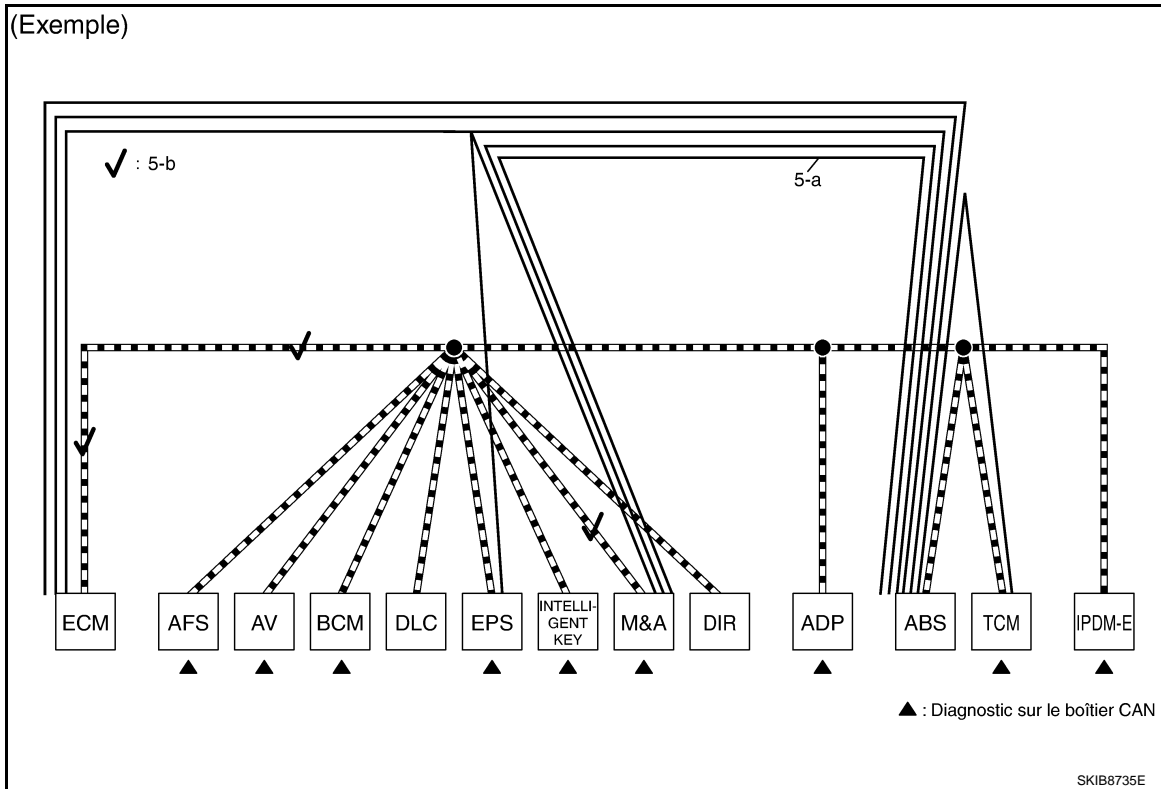 (Exemple)
✓ : 5-b
5-a
ECM
AFS
AV
BCM
DLC
EPS
INTELLI-
GENT
KEY
M&A
DIR
ADP
ABS
TCM
IPDM-E
▲ : Diagnostic sur le boîtier CAN
SKIB8735E